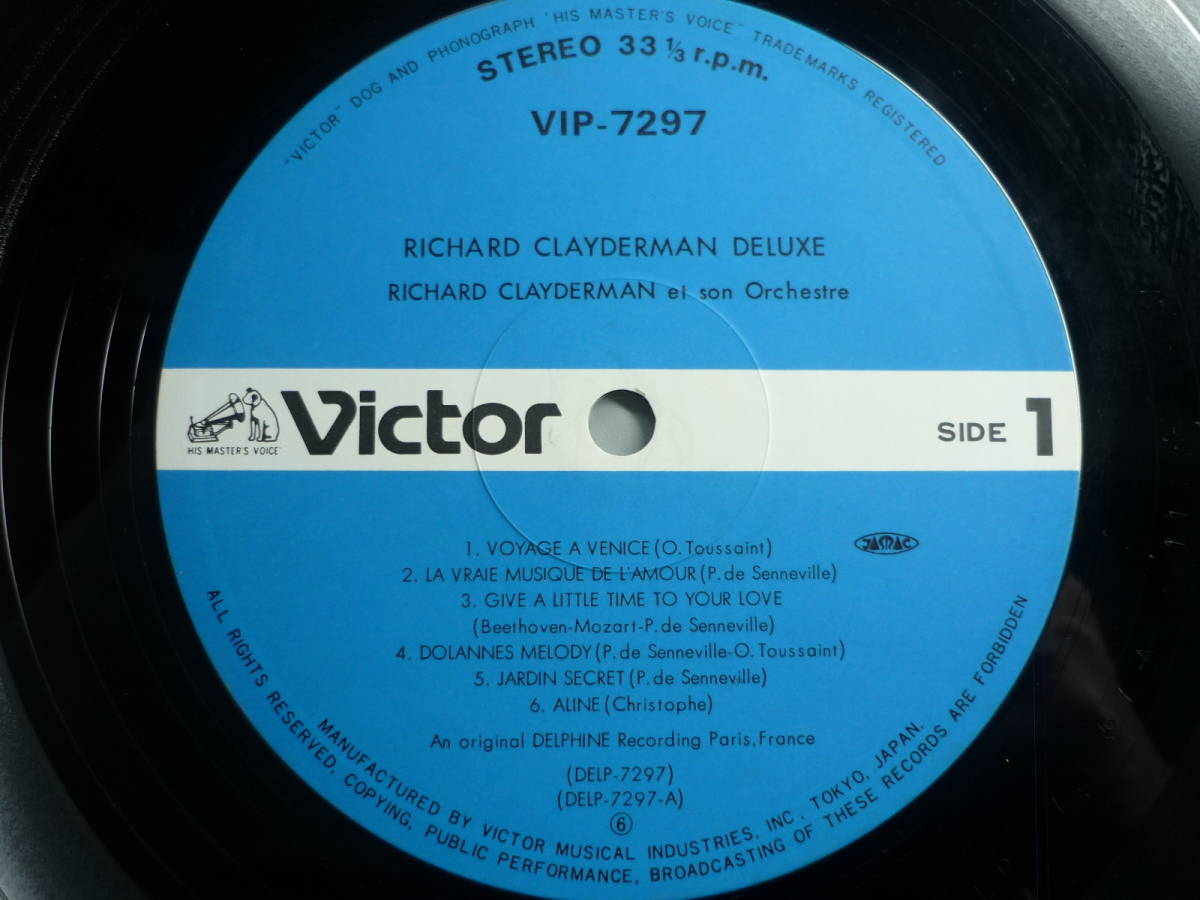 "VICTOR" DOG AND PHONOGRAPH 'HIS MASTER'S VOICE" TRADEMARKS REGISTERED
STEREO 33 1/3 r.p.m.
VIP-7297
RICHARD CLAYDERMAN DELUXE
RICHARD CLAYDERMAN et son Orchestre
HIS MASTER'S VOICE
Victor
SIDE 1
1. VOYAGE A VENICE (O. Toussaint)
JASRAC
2. LA VRAIE MUSIQUE DE L'AMOUR (P. de Senneville)
3. GIVE A LITTLE TIME TO YOUR LOVE
(Beethoven-Mozart-P. de Senneville)
4. DOLANNES MELODY (P. de Senneville-O. Toussaint)
5. JARDIN SECRET (P. de Senneville)
6. ALINE (Christophe)
An original DELPHINE Recording Paris, France
(DELP-7297)
(DELP-7297-A)
⑥
MANUFACTURED BY VICTOR MUSICAL INDUSTRIES, INC., TOKYO, JAPAN.
ALL RIGHTS RESERVED, COPYING, PUBLIC PERFORMANCE, BROADCASTING OF THESE RECORDS ARE FORBIDDEN